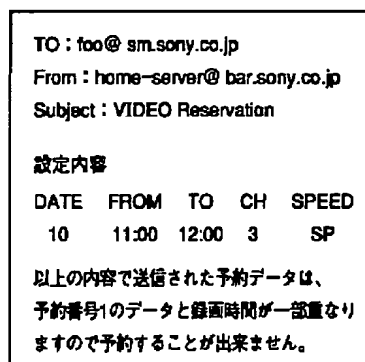 TO：foo@ sm.sony.co.jp
From：home-server@ bar.sony.co.jp
Subject：VIDEO Reservation
設定内容
DATE FROM TO CH SPEED
10 11:00 12:00 3 SP
以上の内容で送信された予約データは、
予約番号1のデータと録画時間が一部重なり
ますので予約することが出来ません。